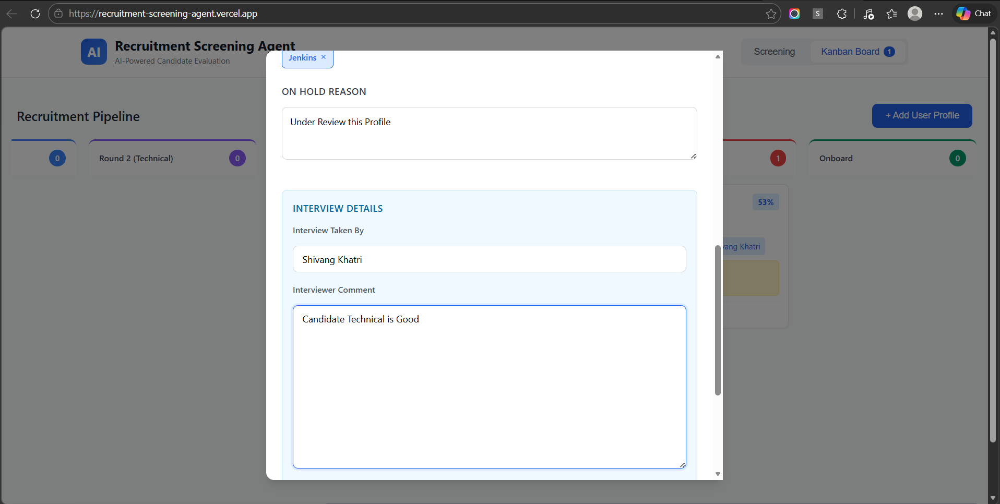 https://recruitment-screening-agent.vercel.app
S
Chat
AI
Recruitment Screening Agent
AI-Powered Candidate Evaluation
Screening
Kanban Board 1
Recruitment Pipeline
+ Add User Profile
0
Round 2 (Technical)
0
1
Onboard
0
53%
Khatri
Jenkins ×
ON HOLD REASON
Under Review this Profile
INTERVIEW DETAILS
Interview Taken By
Shivang Khatri
Interviewer Comment
Candidate Technical is Good